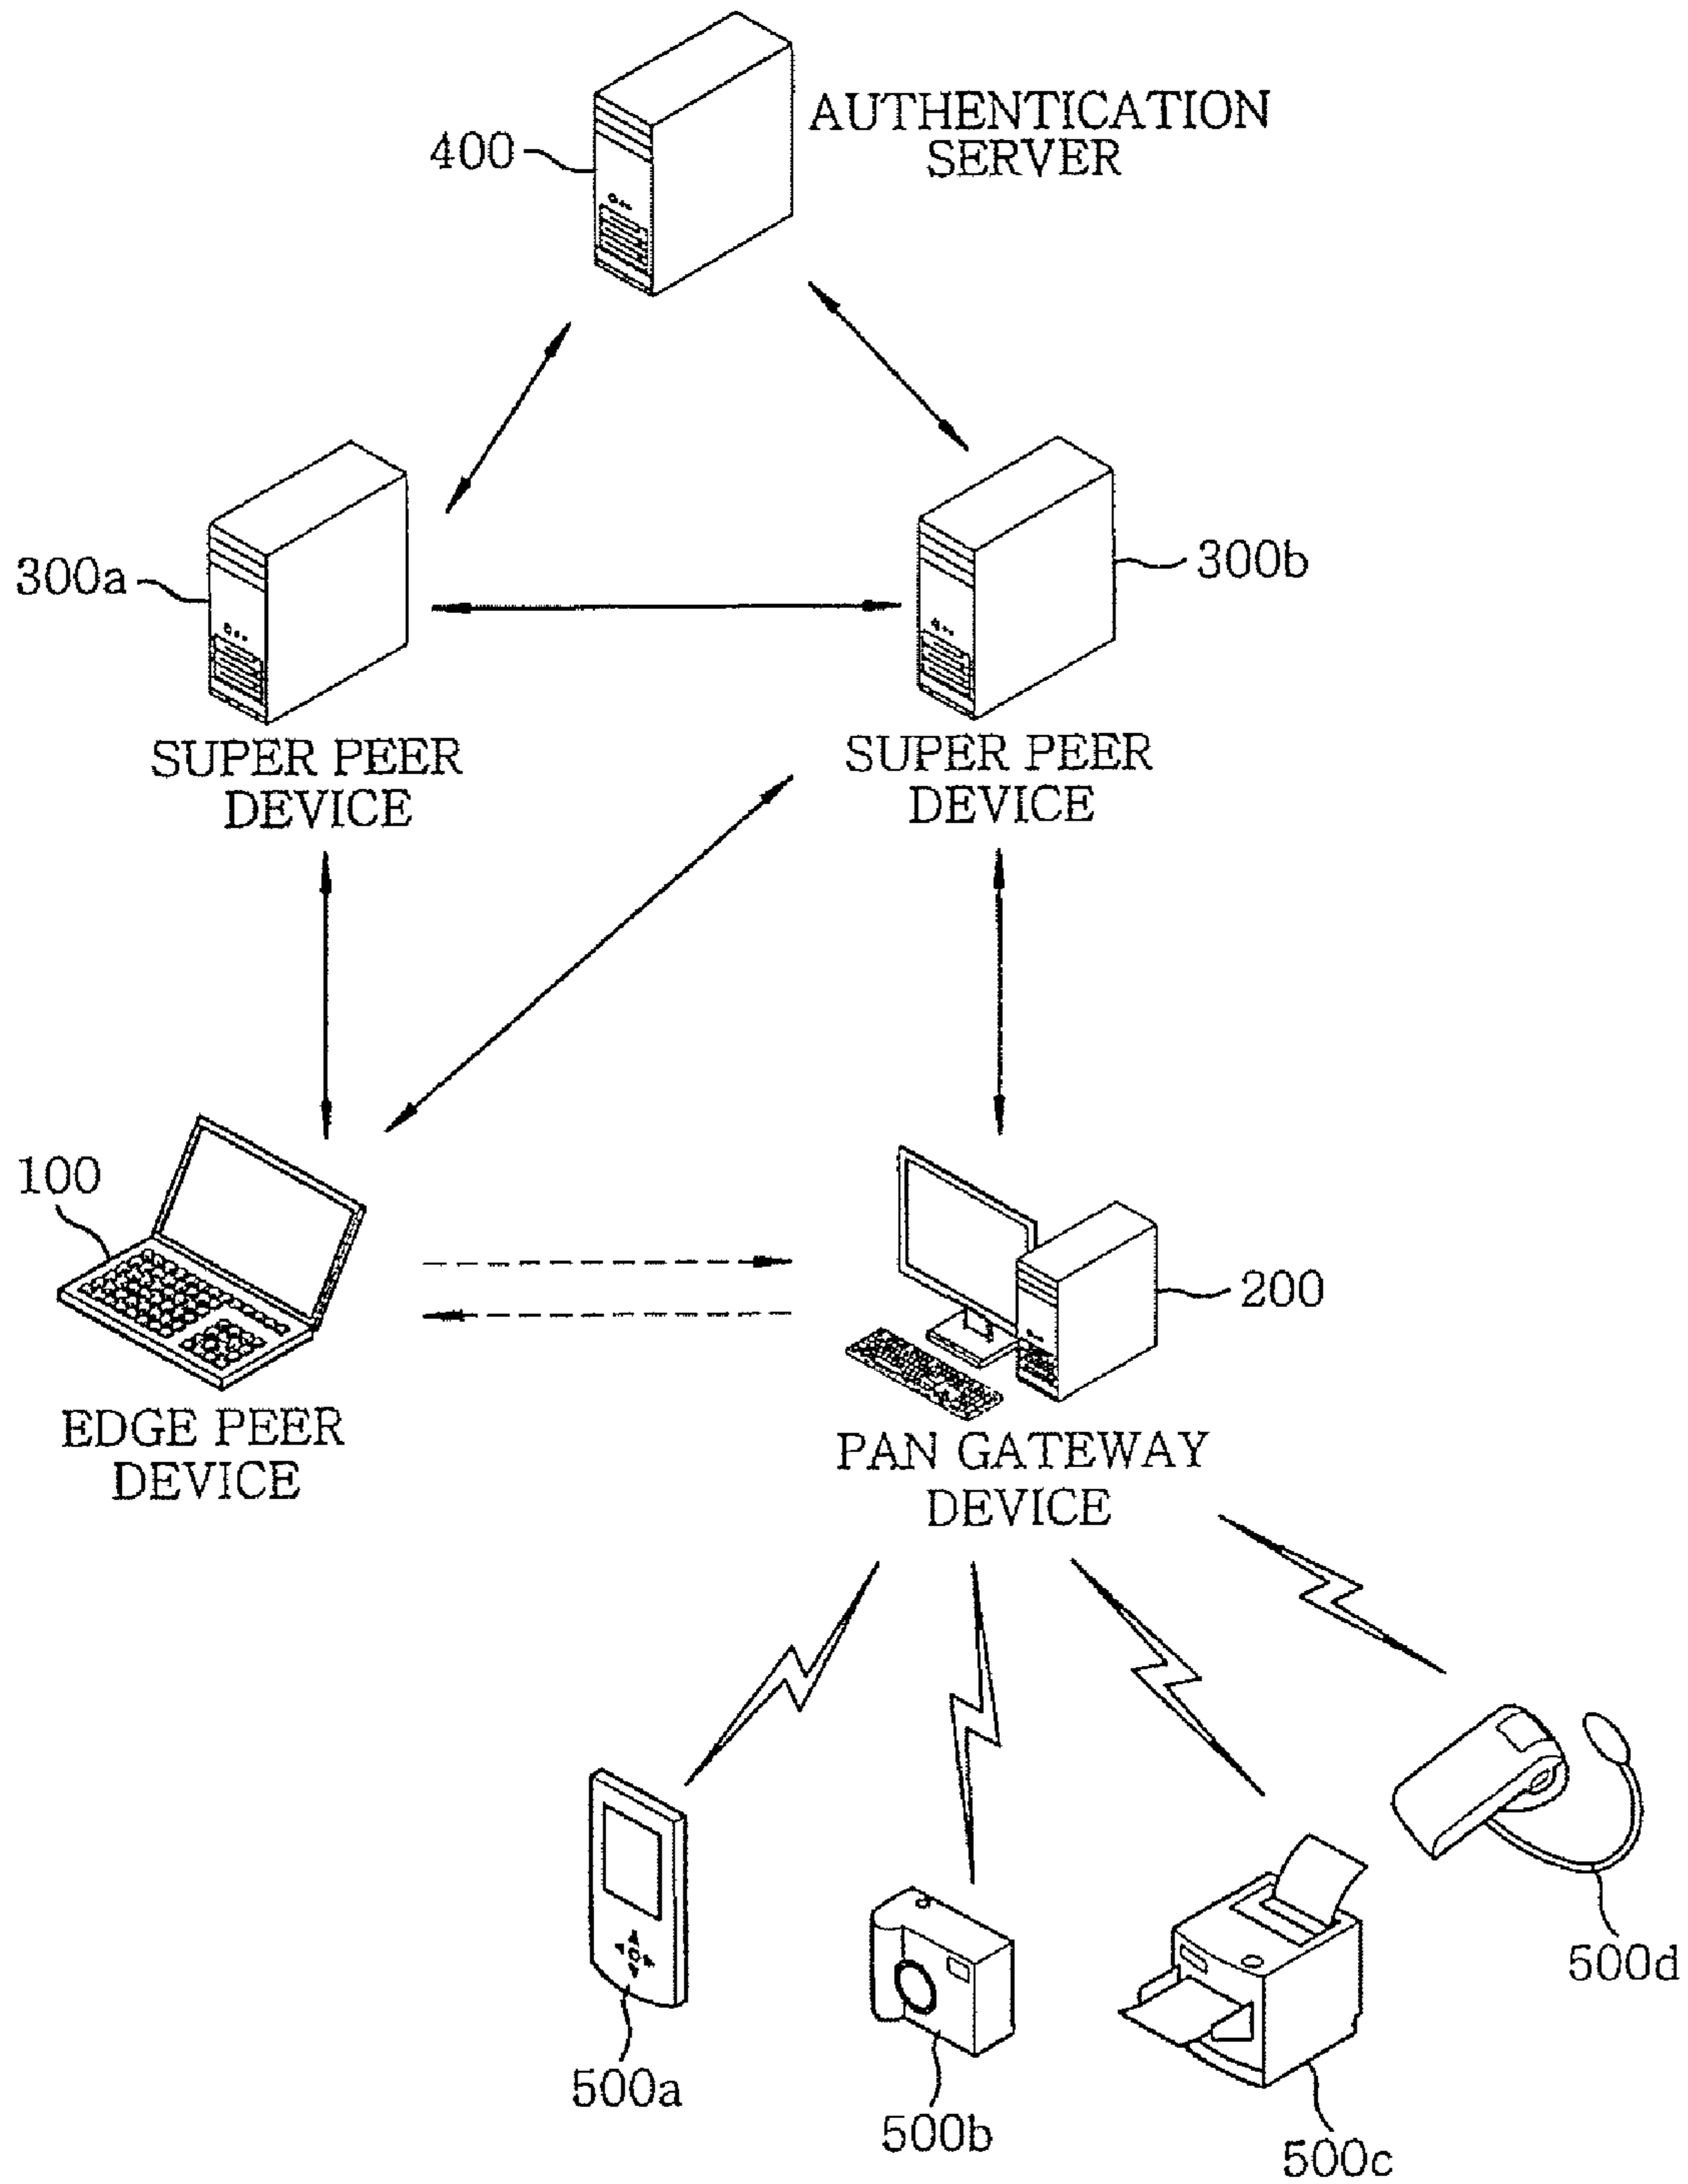 400
AUTHENTICATION
SERVER
300a
300b
SUPER PEER
DEVICE
SUPER PEER
DEVICE
100
200
EDGE PEER
DEVICE
PAN GATEWAY
DEVICE
500a
500b
500c
500d